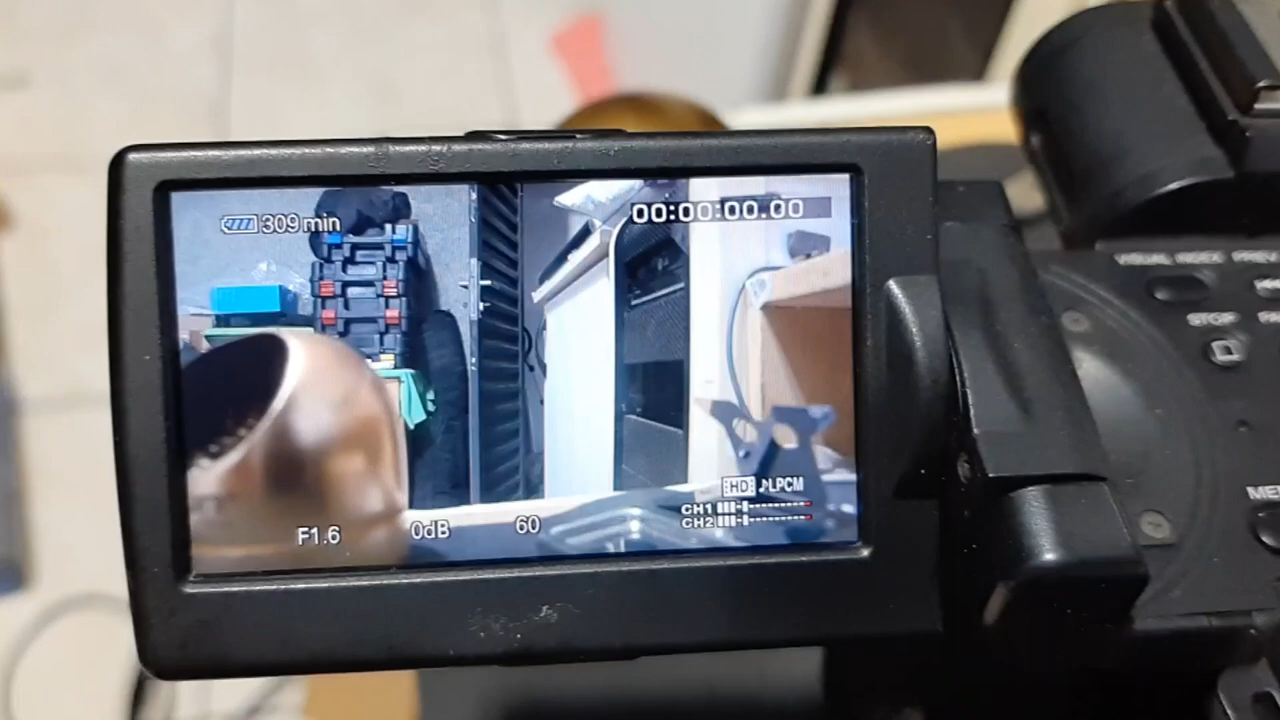 309 min
00:00:00.00
HD ♪LPCM
CH1
CH2
F1.6
0dB
60
VISUAL INDEX
STOP